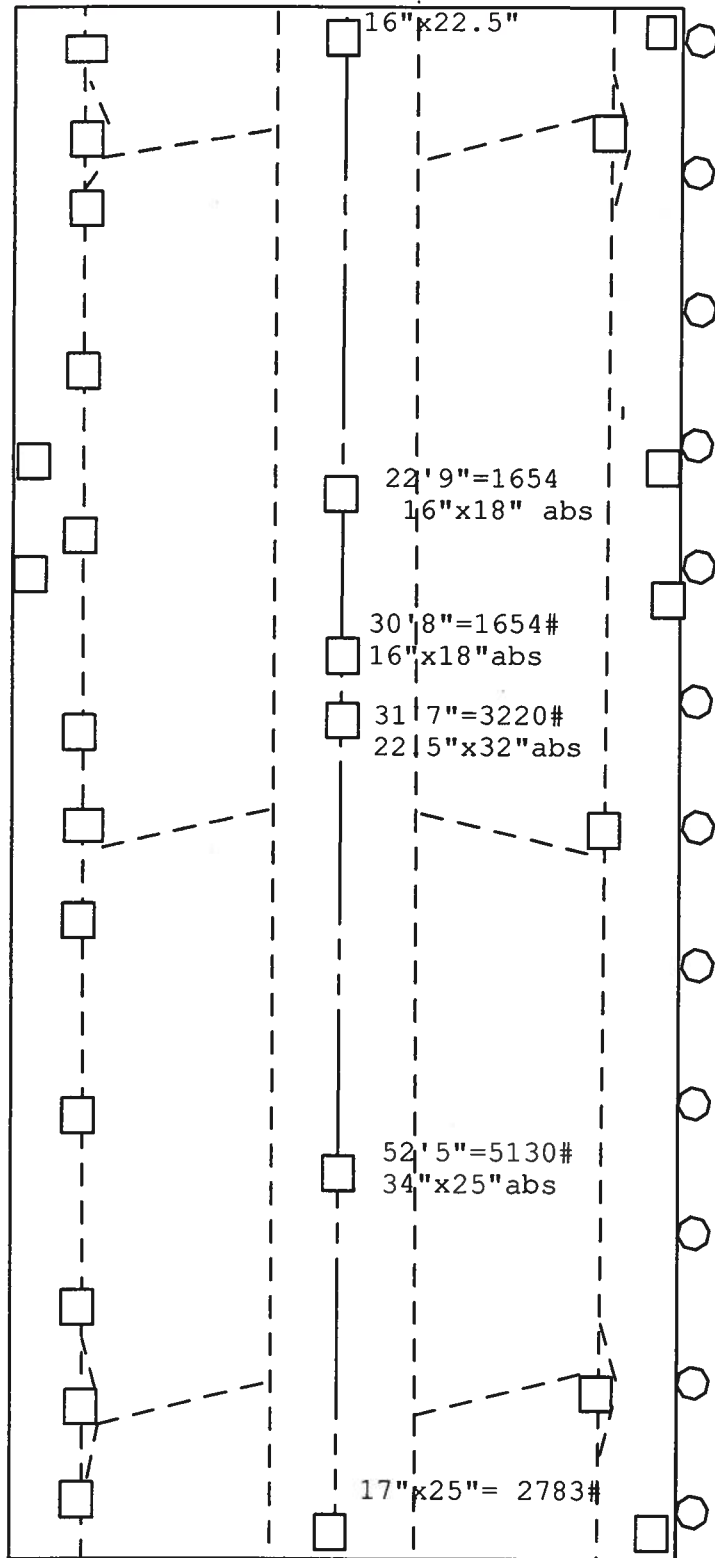 16"x22.5"
22'9"=1654
16"x18" abs
30'8"=1654#
16"x18"abs
31'7"=3220#
22.5"x32"abs
52'5"=5130#
34"x25"abs
17"x25"= 2783#